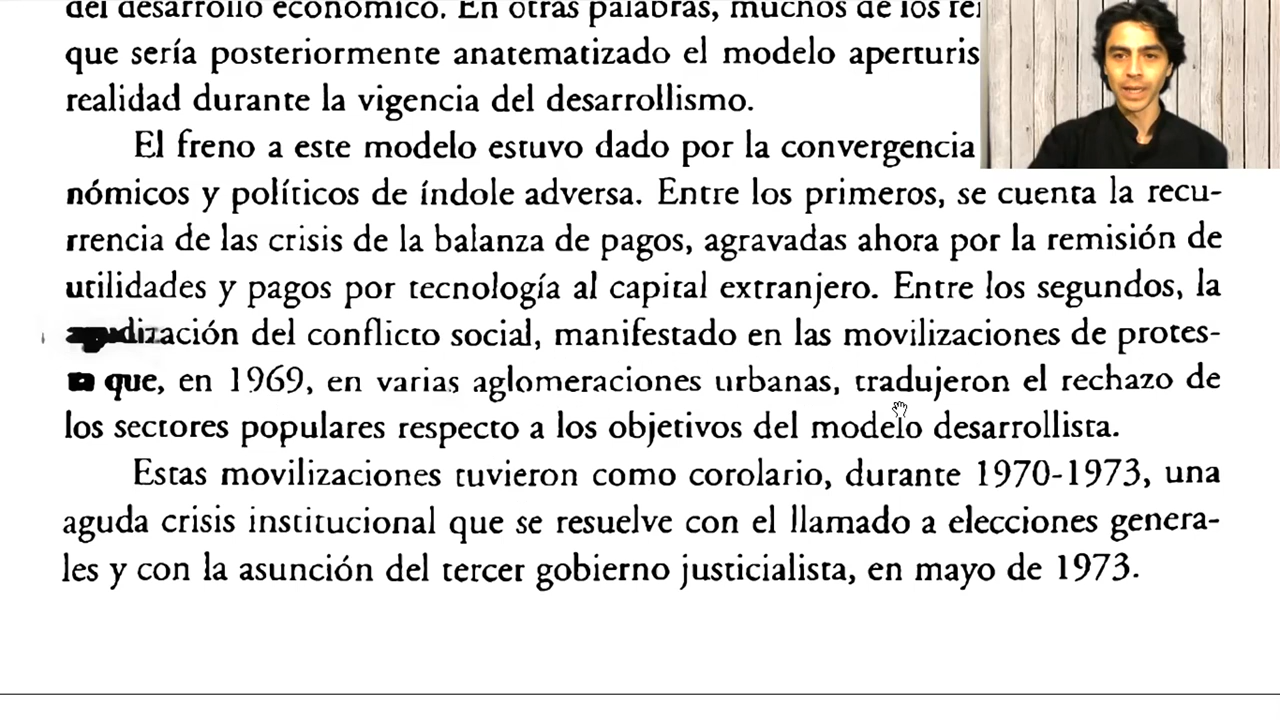 del desarrollo económico. En otras palabras, muchos de los
que sería posteriormente anatematizado el modelo
realidad durante la vigencia del desarrollismo.
El freno a este modelo estuvo dado por la convergencia
nómicos y políticos de índole adversa. Entre los primeros, se cuenta la recu-
rrencia de las crisis de la balanza de pagos, agravadas ahora por la remisión de
utilidades y pagos por tecnología al capital extranjero. Entre los segundos, la
del conflicto social, manifestado en las movilizaciones de protes-
que, en 1969, en varias aglomeraciones urbanas, tradujeron el rechazo de
los sectores populares respecto a los objetivos del modelo desarrollista.
Estas movilizaciones tuvieron como corolario, durante 1970-1973, una
aguda crisis institucional que se resuelve con el llamado a elecciones genera-
les y con la asunción del tercer gobierno justicialista, en mayo de 1973.